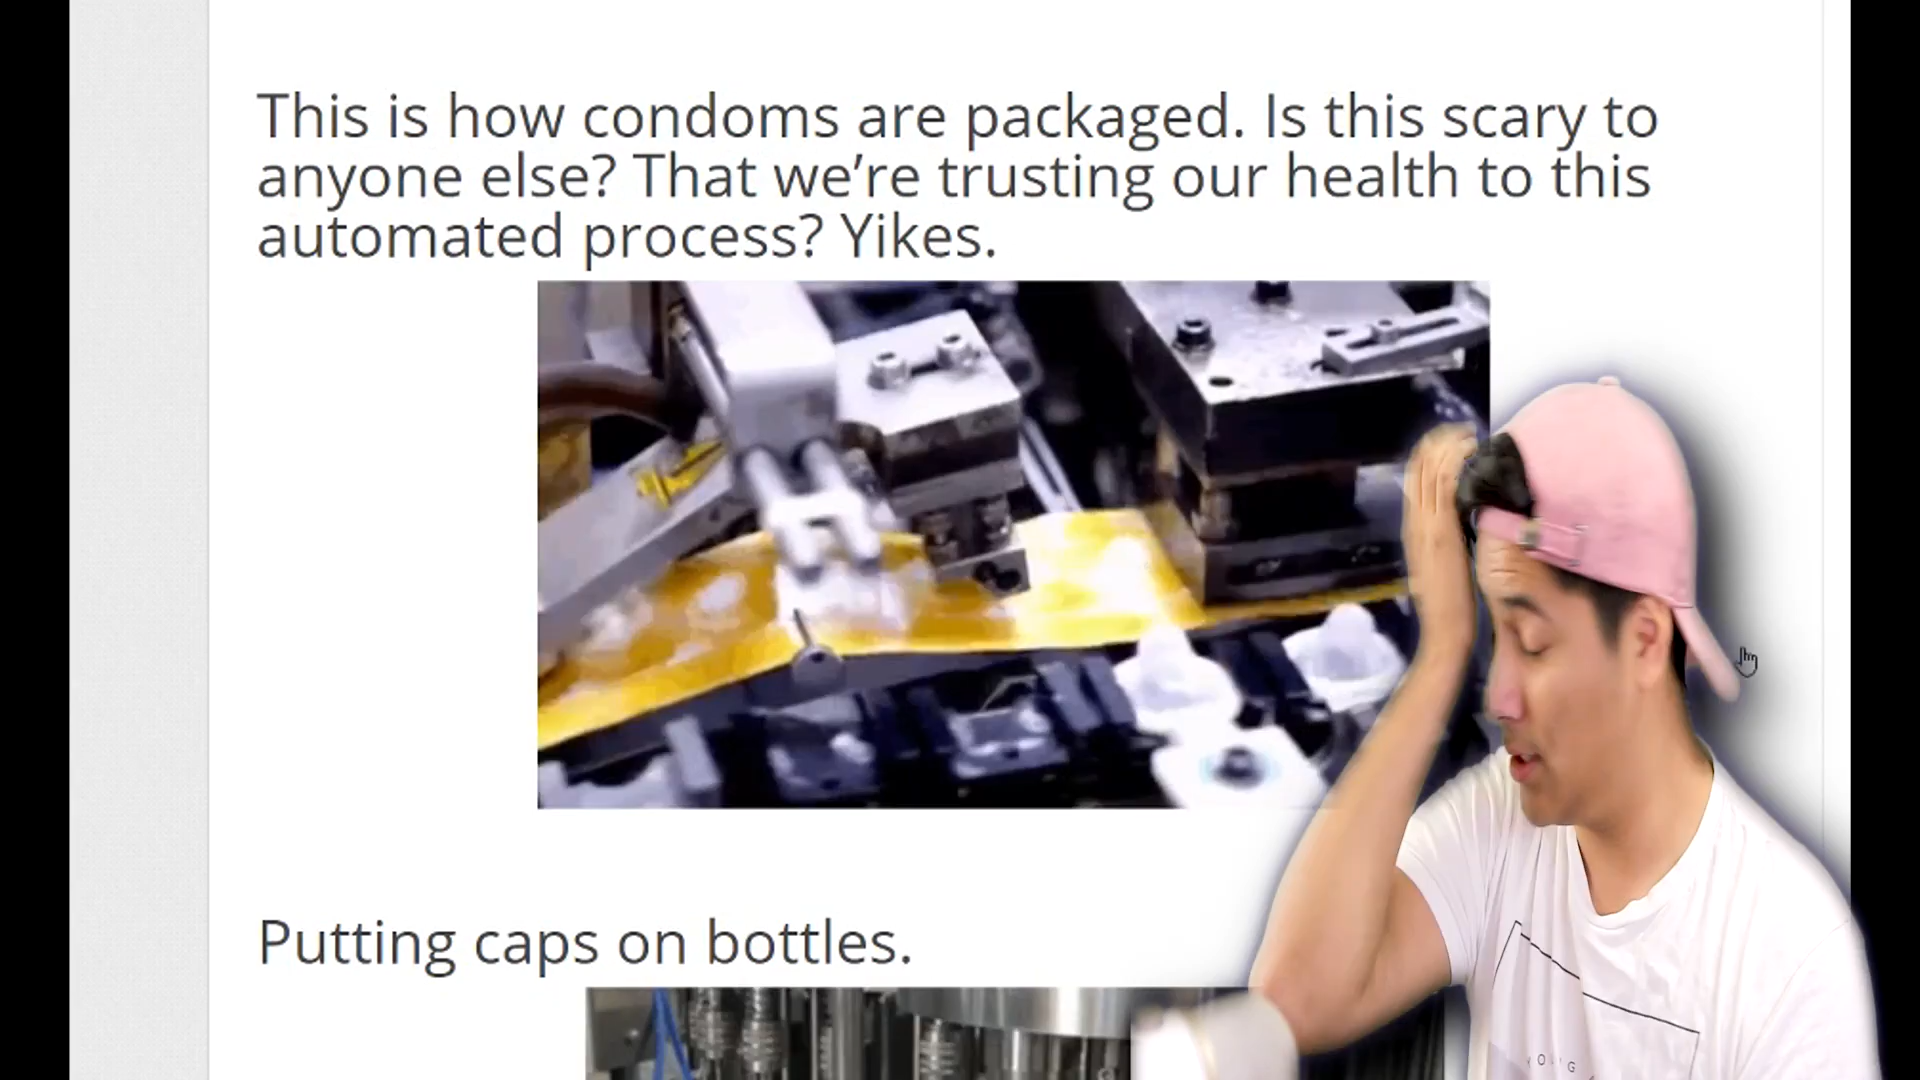 This is how condoms are packaged. Is this scary to
anyone else? That we’re trusting our health to this
automated process? Yikes.
Putting caps on bottles.